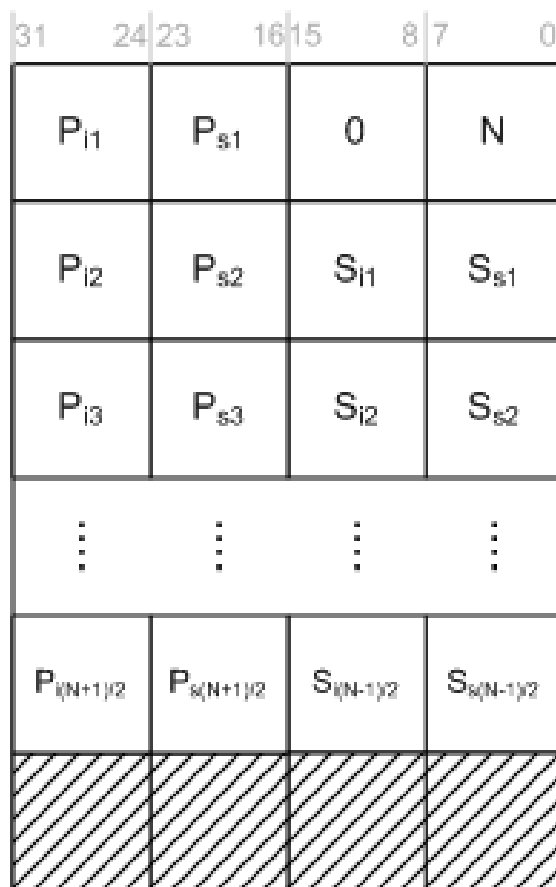 31 24 23 16 15 8 7 0
Pi1 Ps1 0 N
Pi2 Ps2 Si1 Ss1
Pi3 Ps3 Si2 Ss2
⋮ ⋮ ⋮ ⋮
Pi(N+1)/2 Ps(N+1)/2 Si(N-1)/2 Ss(N-1)/2